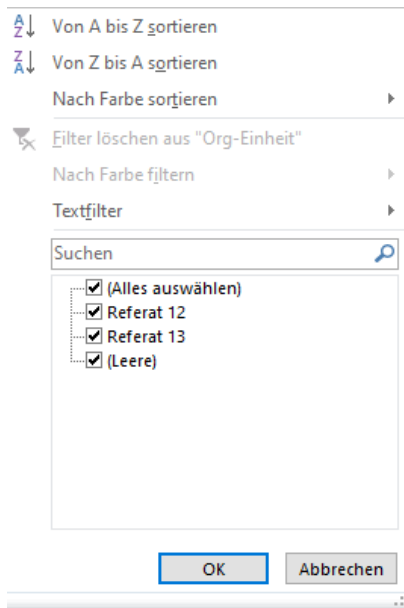 Von A bis Z sortieren
Von Z bis A sortieren
Nach Farbe sortieren
Filter löschen aus "Org-Einheit"
Nach Farbe filtern
Textfilter
Suchen
(Alles auswählen)
Referat 12
Referat 13
(Leere)
OK Abbrechen